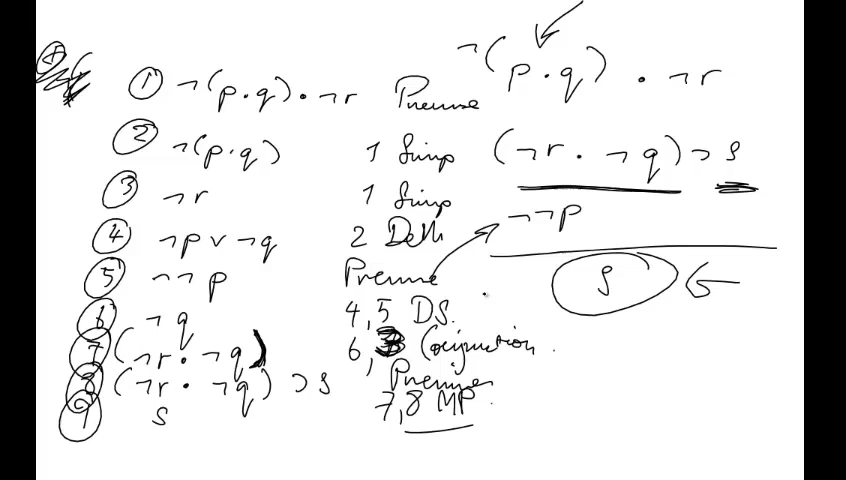 ① ¬(p·q)·¬r Premise
② ¬(p·q) 1 Simp
③ ¬r 1 Simp
④ ¬p v ¬q 2 DeM
⑤ ¬¬p Premise
⑥ ¬q 4,5 DS.
⑦ (¬r·¬q) 6,3 Conjunction.
⑧ (¬r·¬q)⊃s Premise
⑨ s 7,8 MP.
¬(p·q)·¬r
(¬r·¬q)⊃s
¬¬p
s